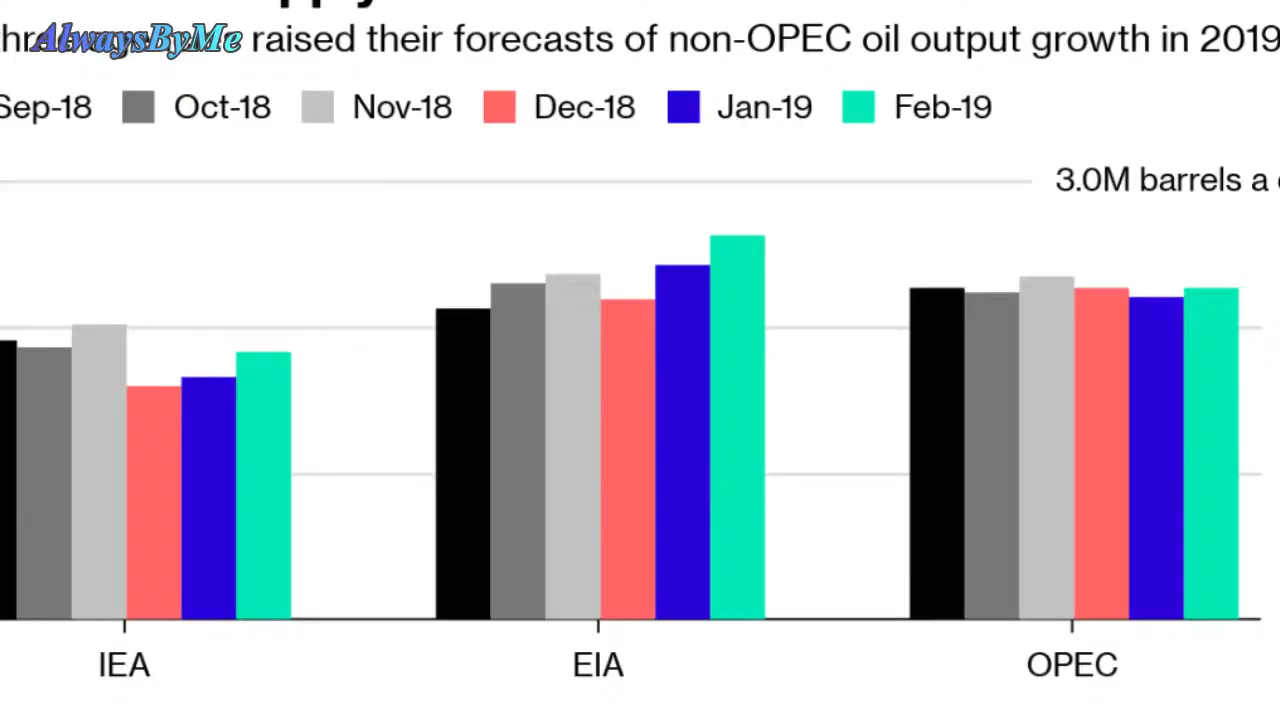 AlwaysByMe
raised their forecasts of non-OPEC oil output growth in 2019
Sep-18 Oct-18 Nov-18 Dec-18 Jan-19 Feb-19
3.0M barrels a
IEA EIA OPEC